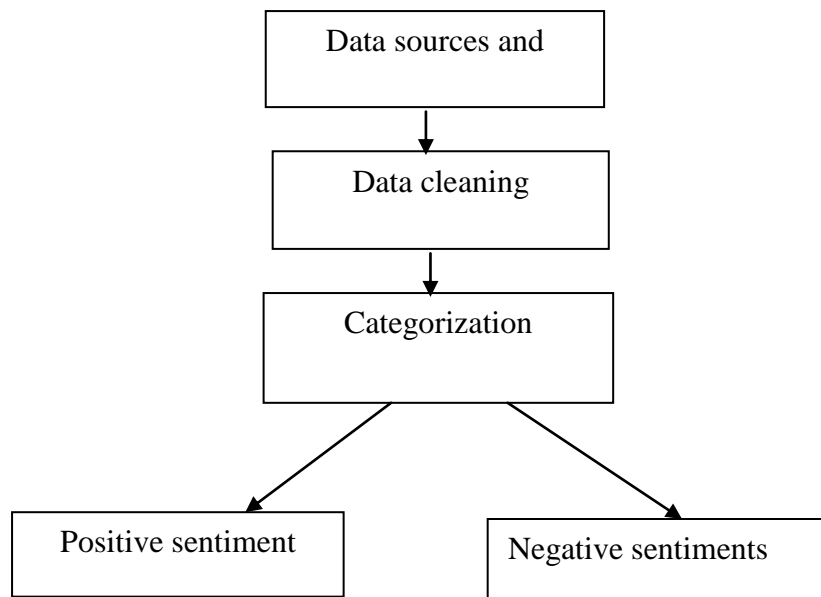 Data sources and
Data cleaning
Categorization
Positive sentiment
Negative sentiments